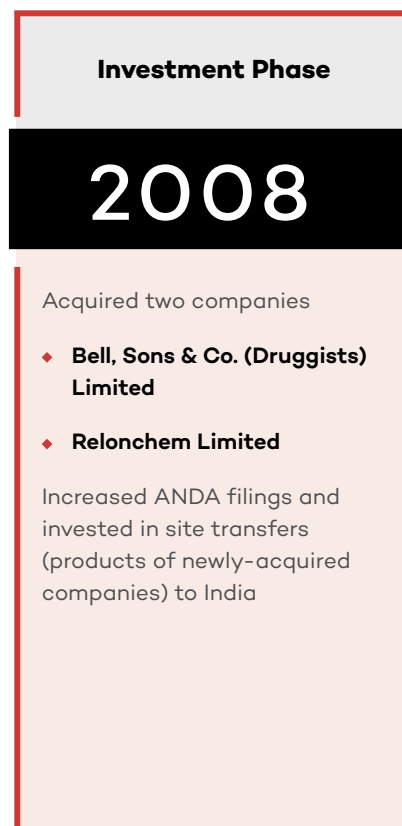 Investment Phase
2008
Acquired two companies
Bell, Sons & Co. (Druggists)
Limited
Relonchem Limited
Increased ANDA filings and
invested in site transfers
(products of newly-acquired
companies) to India